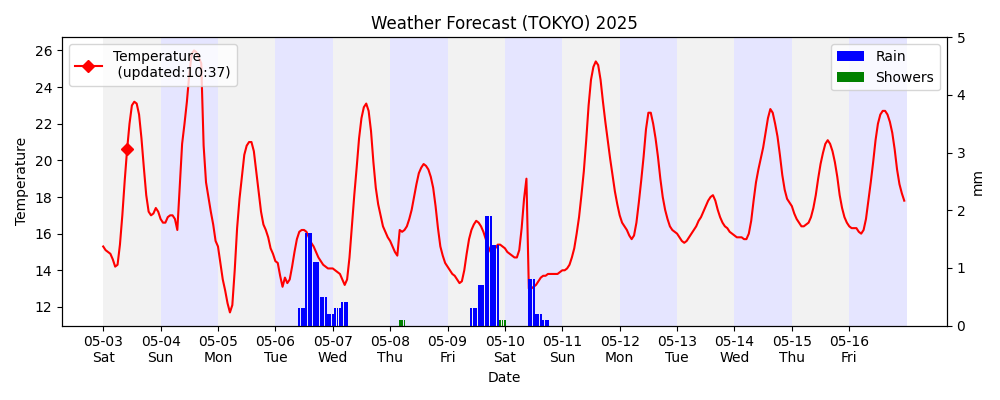 Weather Forecast (TOKYO) 2025
Temperature
(updated:10:37)
Rain
Showers
26
24
22
20
18
16
14
12
Temperature
5
4
3
2
1
0
mm
05-03 05-04 05-05 05-06 05-07 05-08 05-09 05-10 05-11 05-12 05-13 05-14 05-15 05-16
Sat Sun Mon Tue Wed Thu Fri Sat Sun Mon Tue Wed Thu Fri
Date